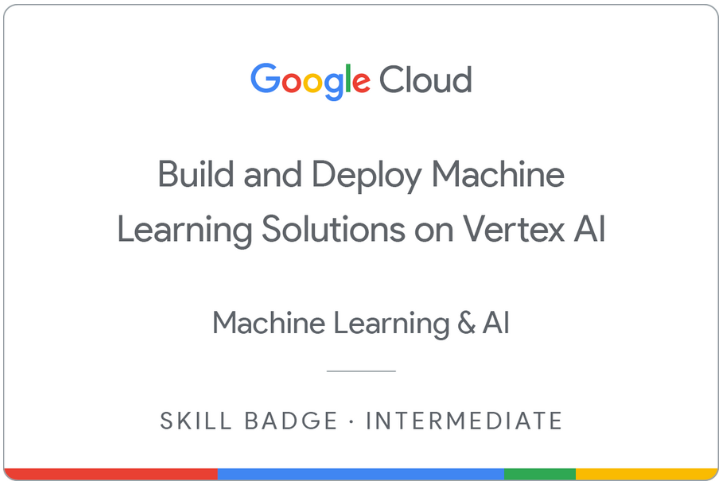 Google Cloud
Build and Deploy Machine
Learning Solutions on Vertex AI
Machine Learning & AI
SKILL BADGE · INTERMEDIATE